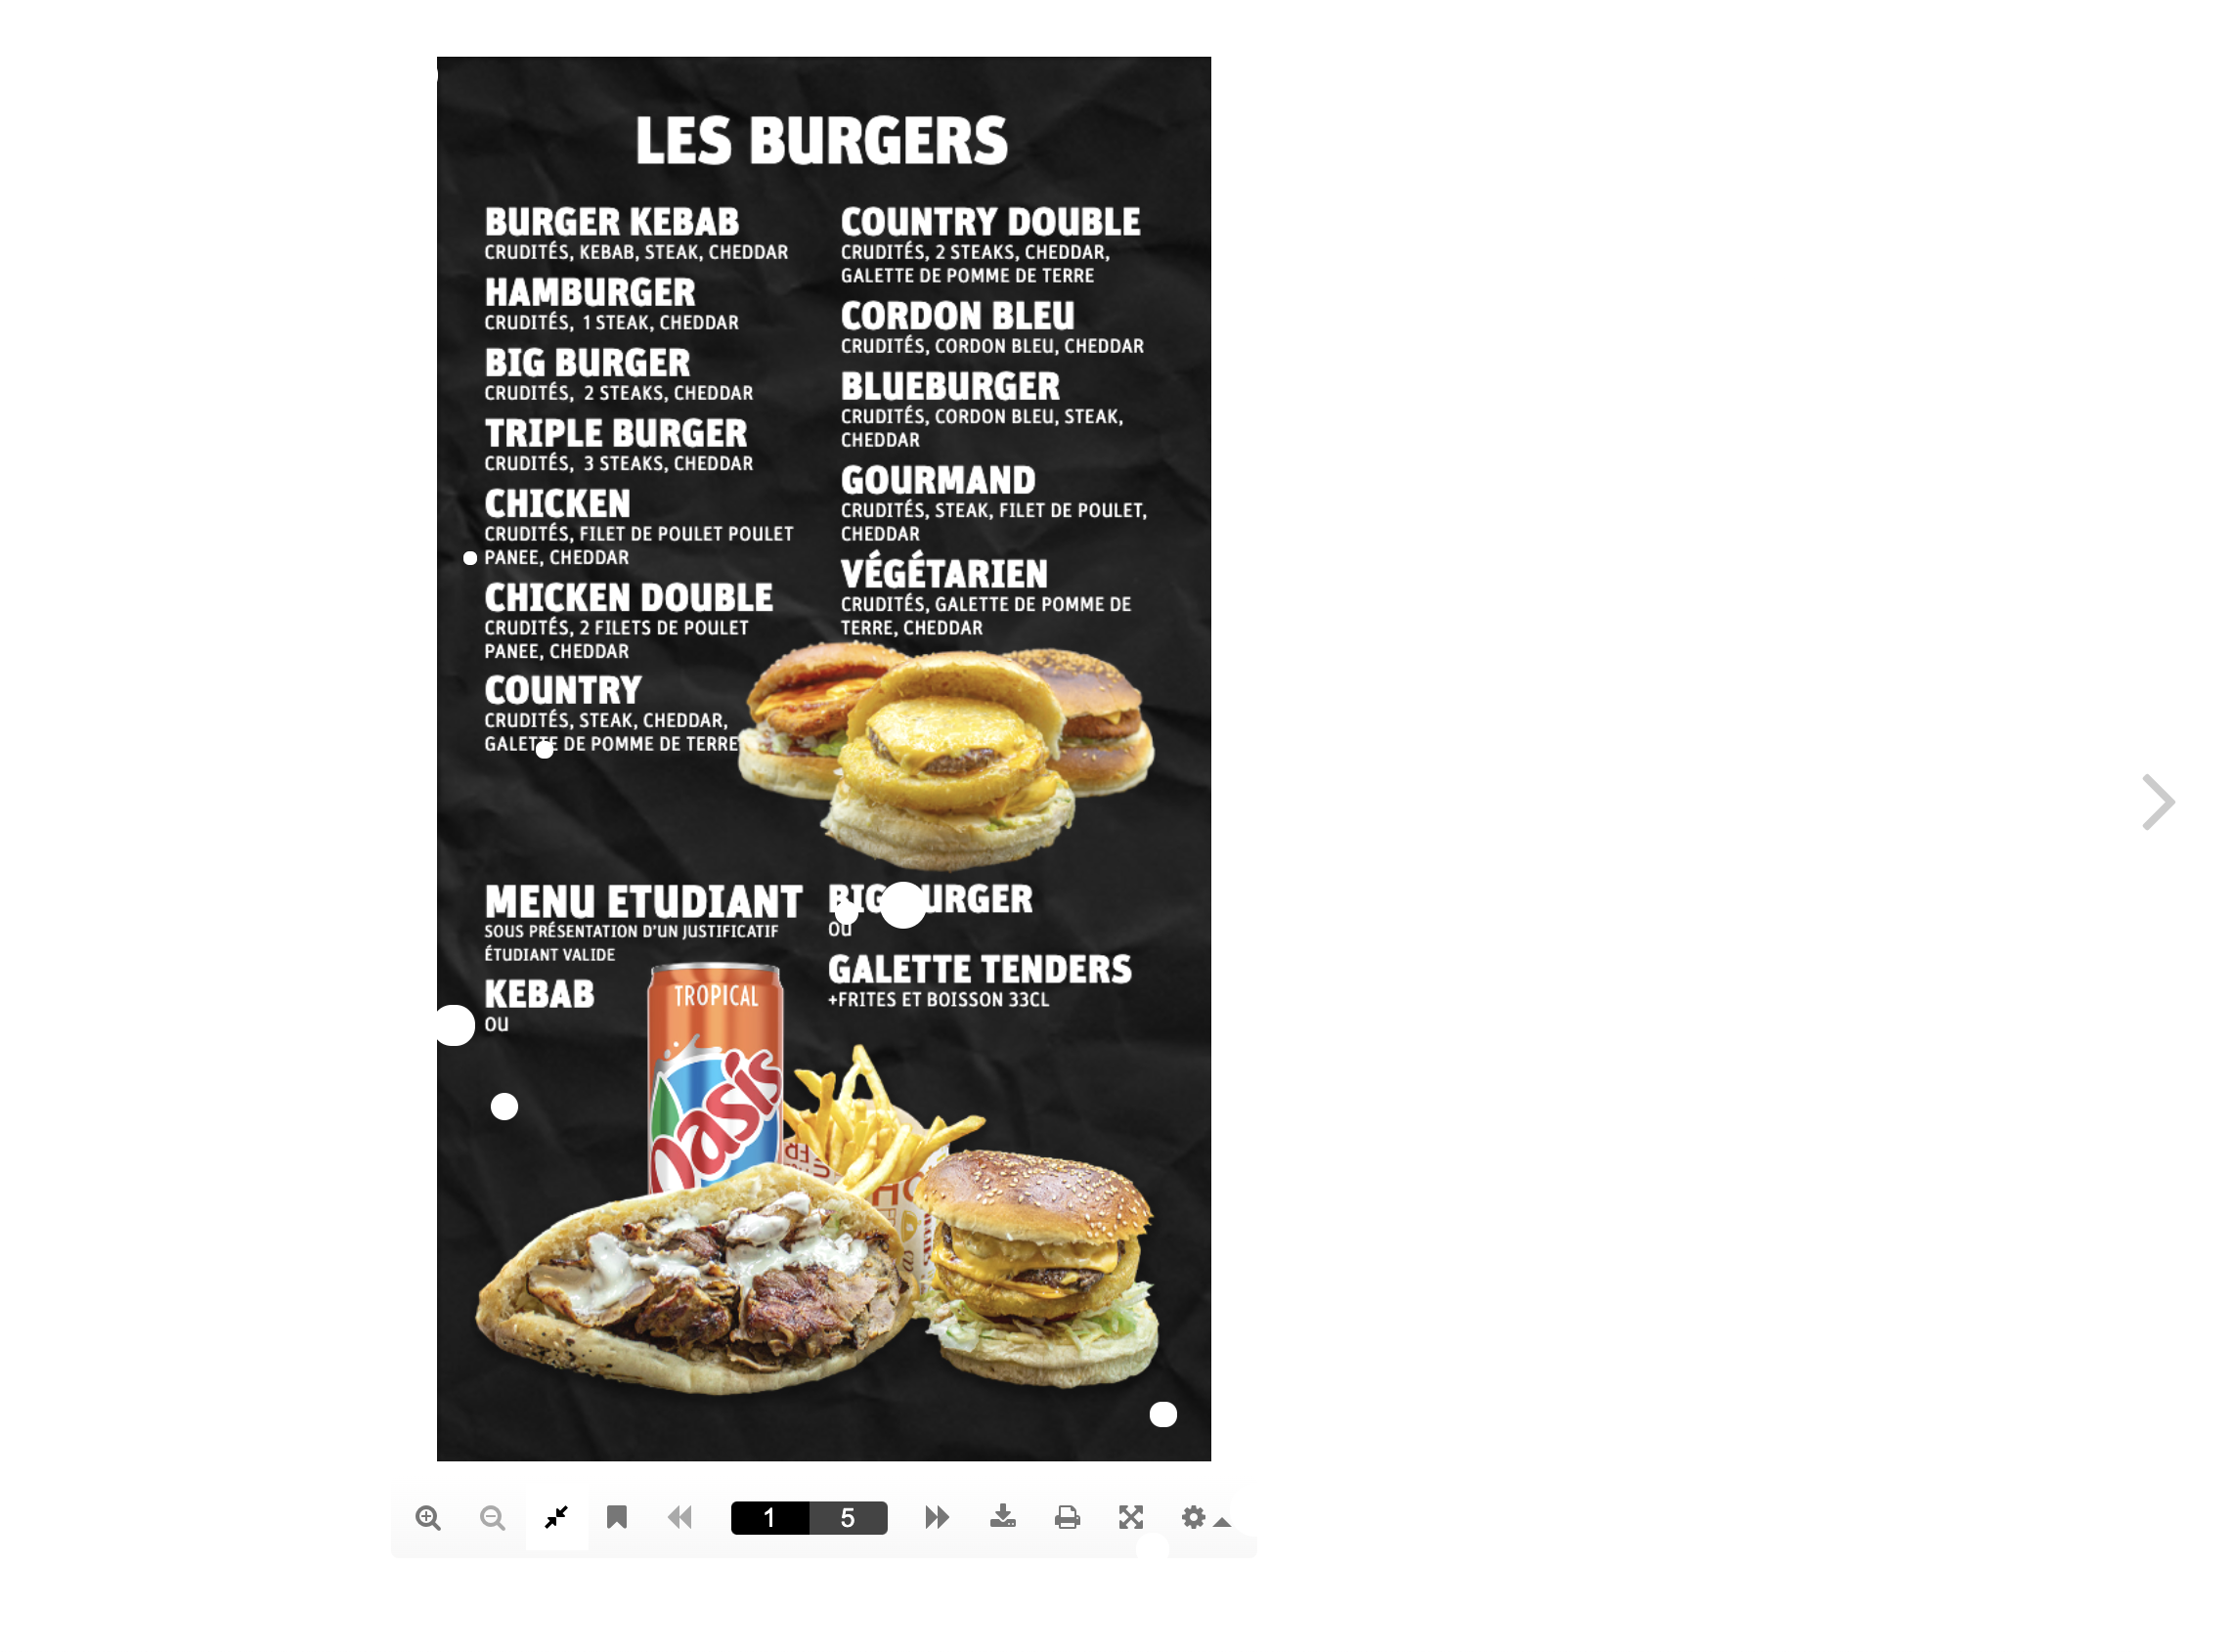 LES BURGERS
BURGER KEBAB
CRUDITÉS, KEBAB, STEAK, CHEDDAR
HAMBURGER
CRUDITÉS, 1 STEAK, CHEDDAR
BIG BURGER
CRUDITÉS, 2 STEAKS, CHEDDAR
TRIPLE BURGER
CRUDITÉS, 3 STEAKS, CHEDDAR
CHICKEN
CRUDITÉS, FILET DE POULET POULET
PANEE, CHEDDAR
CHICKEN DOUBLE
CRUDITÉS, 2 FILETS DE POULET
PANEE, CHEDDAR
COUNTRY
CRUDITÉS, STEAK, CHEDDAR,
GALETTE DE POMME DE TERRE
COUNTRY DOUBLE
CRUDITÉS, 2 STEAKS, CHEDDAR,
GALETTE DE POMME DE TERRE
CORDON BLEU
CRUDITÉS, CORDON BLEU, CHEDDAR
BLUEBURGER
CRUDITÉS, CORDON BLEU, STEAK,
CHEDDAR
GOURMAND
CRUDITÉS, STEAK, FILET DE POULET,
CHEDDAR
VÉGÉTARIEN
CRUDITÉS, GALETTE DE POMME DE
TERRE, CHEDDAR
MENU ETUDIANT
SOUS PRÉSENTATION D'UN JUSTIFICATIF
ÉTUDIANT VALIDE
KEBAB
OU
BIG BURGER
OU
GALETTE TENDERS
+FRITES ET BOISSON 33CL
TROPICAL
Oasis
1 5